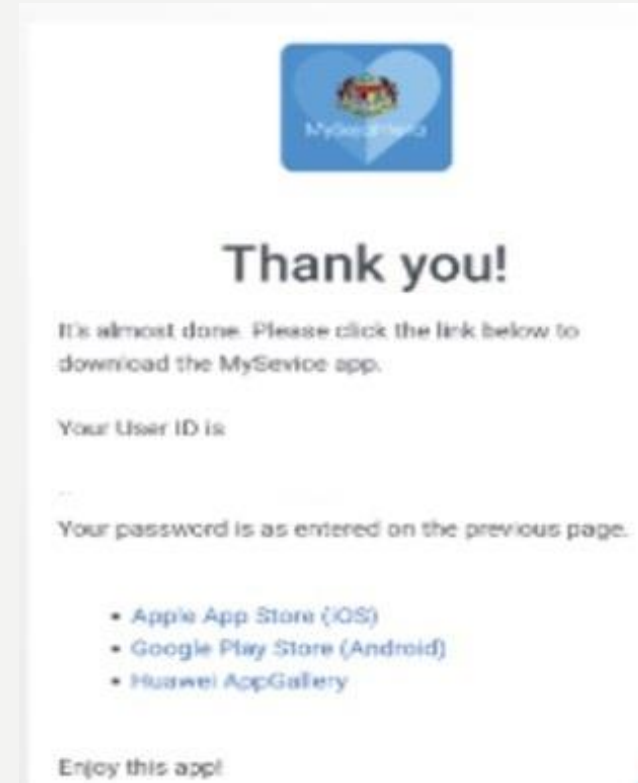 Thank you!
It's almost done. Please click the link below to
download the MySevice app.
Your User ID is
Your password is as entered on the previous page.
• Apple App Store (iOS)
• Google Play Store (Android)
• Huawei AppGallery
Enjoy this app!